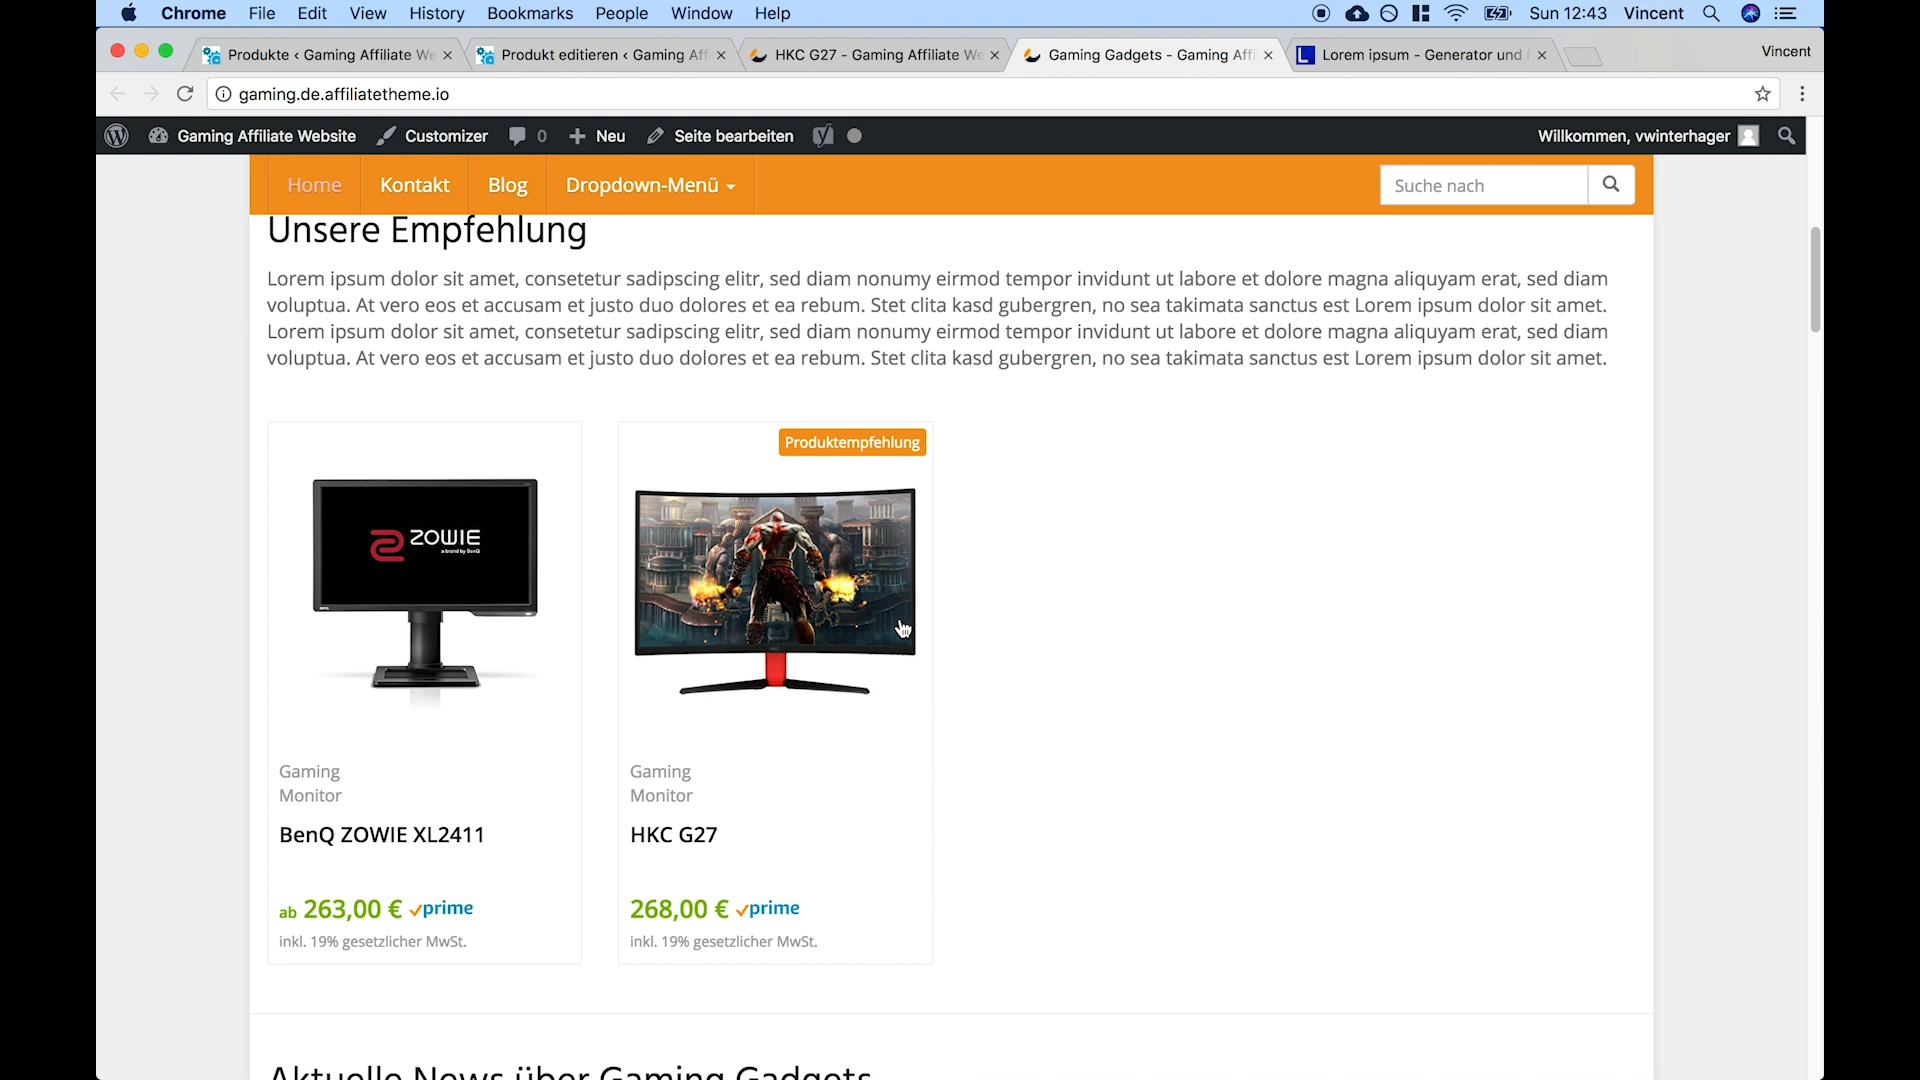 Chrome File Edit View History Bookmarks People Window Help Sun 12:43 Vincent
Produkte ‹ Gaming Affiliate We Produkt editieren ‹ Gaming Aff HKC G27 - Gaming Affiliate We Gaming Gadgets - Gaming Affi Lorem ipsum - Generator und Vincent
gaming.de.affiliatetheme.io
Gaming Affiliate Website Customizer 0 Neu Seite bearbeiten Willkommen, vwinterhager
Home Kontakt Blog Dropdown-Menü Suche nach
Unsere Empfehlung
Lorem ipsum dolor sit amet, consetetur sadipscing elitr, sed diam nonumy eirmod tempor invidunt ut labore et dolore magna aliquyam erat, sed diam
voluptua. At vero eos et accusam et justo duo dolores et ea rebum. Stet clita kasd gubergren, no sea takimata sanctus est Lorem ipsum dolor sit amet.
Lorem ipsum dolor sit amet, consetetur sadipscing elitr, sed diam nonumy eirmod tempor invidunt ut labore et dolore magna aliquyam erat, sed diam
voluptua. At vero eos et accusam et justo duo dolores et ea rebum. Stet clita kasd gubergren, no sea takimata sanctus est Lorem ipsum dolor sit amet.
ZOWIE
a brand by BenQ
Gaming
Monitor
BenQ ZOWIE XL2411
ab 263,00 € prime
inkl. 19% gesetzlicher MwSt.
Produktempfehlung
Gaming
Monitor
HKC G27
268,00 € prime
inkl. 19% gesetzlicher MwSt.
Aktuelle News über Gaming Gadgets